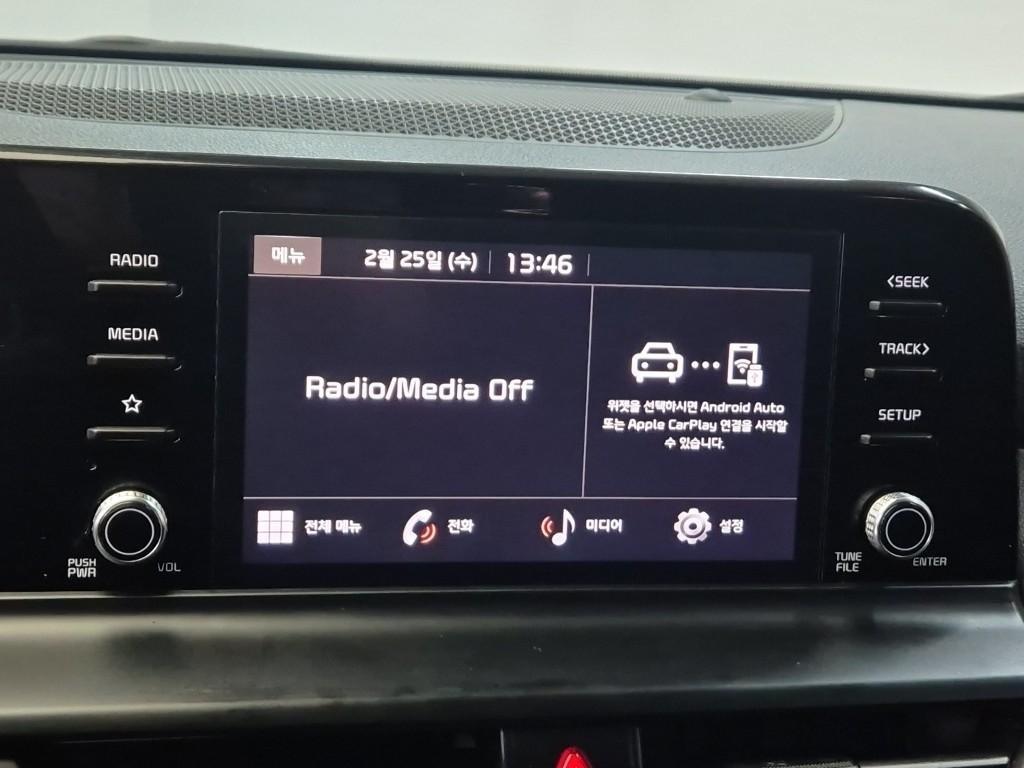 RADIO
MEDIA
PUSH
PWR
VOL
메뉴 2월 25일 (수) 13:46
Radio/Media Off
위젯을 선택하시면 Android Auto
또는 Apple CarPlay 연결을 시작할
수 있습니다.
전체 메뉴 전화 미디어 설정
<SEEK
TRACK>
SETUP
TUNE
FILE
ENTER